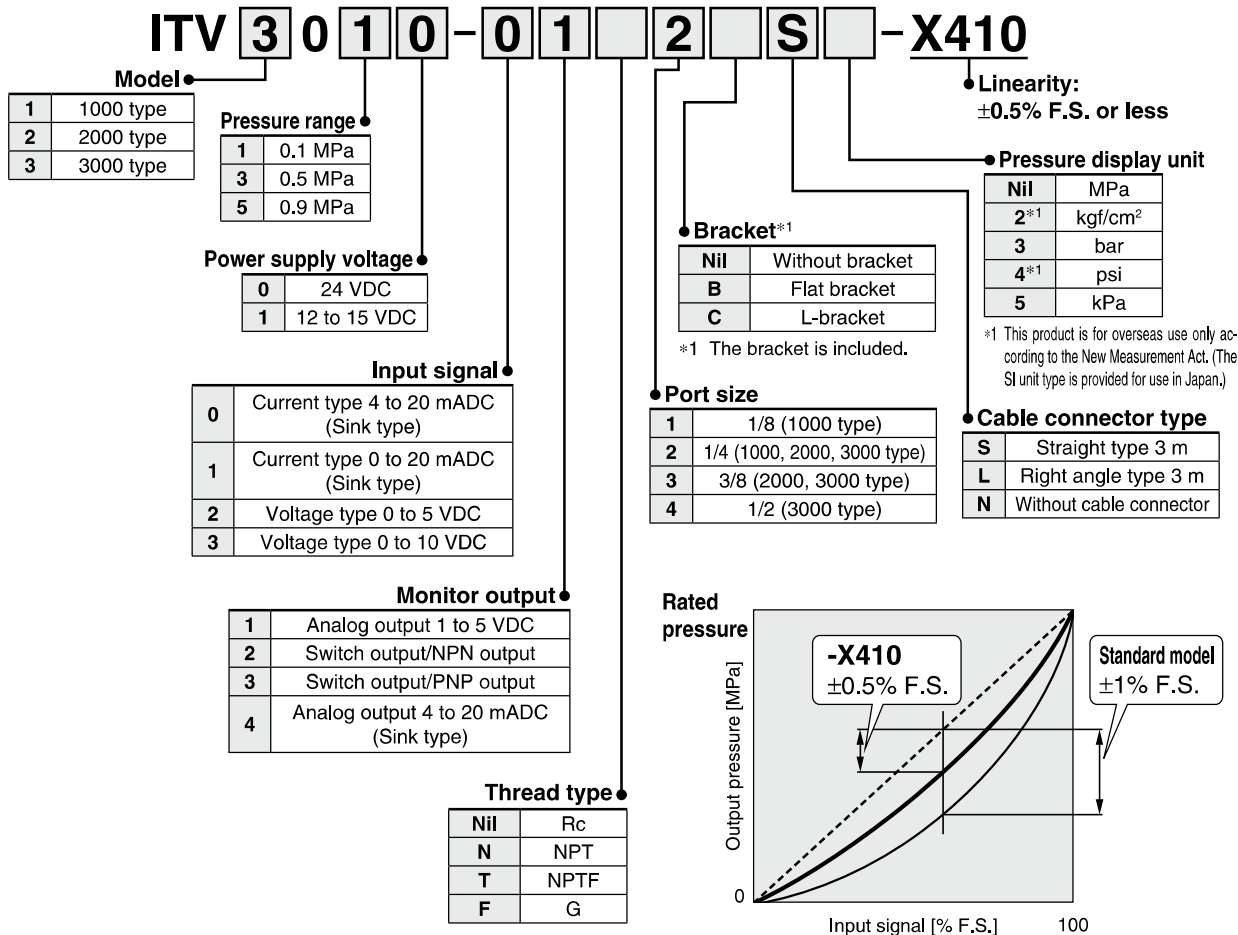 ITV 3 0 1 0 - 0 1 2 S - X410
Model
1 1000 type
2 2000 type
3 3000 type
Pressure range
1 0.1 MPa
3 0.5 MPa
5 0.9 MPa
Power supply voltage
0 24 VDC
1 12 to 15 VDC
Input signal
0 Current type 4 to 20 mADC
(Sink type)
1 Current type 0 to 20 mADC
(Sink type)
2 Voltage type 0 to 5 VDC
3 Voltage type 0 to 10 VDC
Monitor output
1 Analog output 1 to 5 VDC
2 Switch output/NPN output
3 Switch output/PNP output
4 Analog output 4 to 20 mADC
(Sink type)
Thread type
Nil Rc
N NPT
T NPTF
F G
Linearity:
±0.5% F.S. or less
Pressure display unit
Nil MPa
2*1 kgf/cm²
3 bar
4*1 psi
5 kPa
*1 This product is for overseas use only ac-
cording to the New Measurement Act. (The
SI unit type is provided for use in Japan.)
Bracket*1
Nil Without bracket
B Flat bracket
C L-bracket
*1 The bracket is included.
Port size
1 1/8 (1000 type)
2 1/4 (1000, 2000, 3000 type)
3 3/8 (2000, 3000 type)
4 1/2 (3000 type)
Cable connector type
S Straight type 3 m
L Right angle type 3 m
N Without cable connector
Rated
pressure
Output pressure [MPa]
-X410
±0.5% F.S.
Standard model
±1% F.S.
0
Input signal [% F.S.]
100